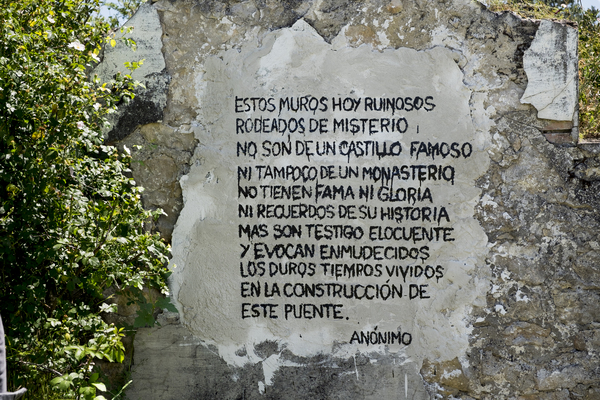 ESTOS MUROS HOY RUINOSOS
RODEADOS DE MISTERIO
NO SON DE UN CASTILLO FAMOSO
NI TAMPOCO DE UN MONASTERIO
NO TIENEN FAMA NI GLORIA
NI RECUERDOS DE SU HISTORIA
MAS SON TESTIGO ELOCUENTE
Y EVOCAN ENMUDECIDOS
LOS DUROS TIEMPOS VIVIDOS
EN LA CONSTRUCCIÓN DE
ESTE PUENTE.
ANÓNIMO